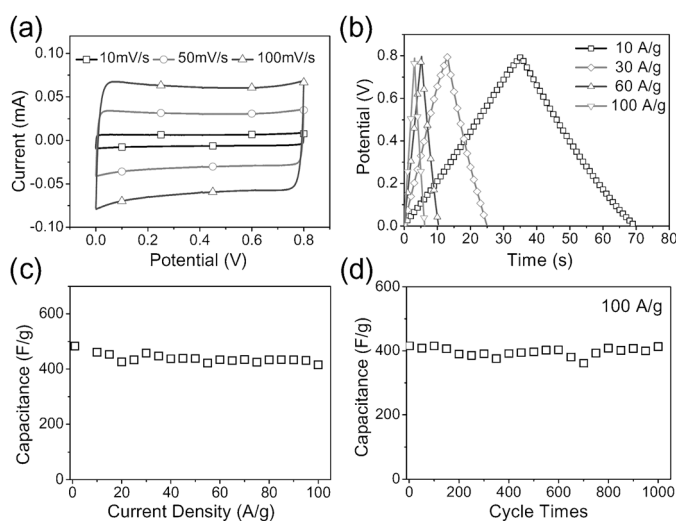 (a)
10mV/s 50mV/s 100mV/s
0.10
0.05
0.00
-0.05
-0.10
0.0 0.2 0.4 0.6 0.8
Current (mA)
Potential (V)
(b)
10 A/g
30 A/g
60 A/g
100 A/g
0.8
0.6
0.4
0.2
0.0
0 10 20 30 40 50 60 70 80
Potential (V)
Time (s)
(c)
600
400
200
0
0 20 40 60 80 100
Capacitance (F/g)
Current Density (A/g)
(d)
100 A/g
600
400
200
0
0 200 400 600 800 1000
Capacitance (F/g)
Cycle Times